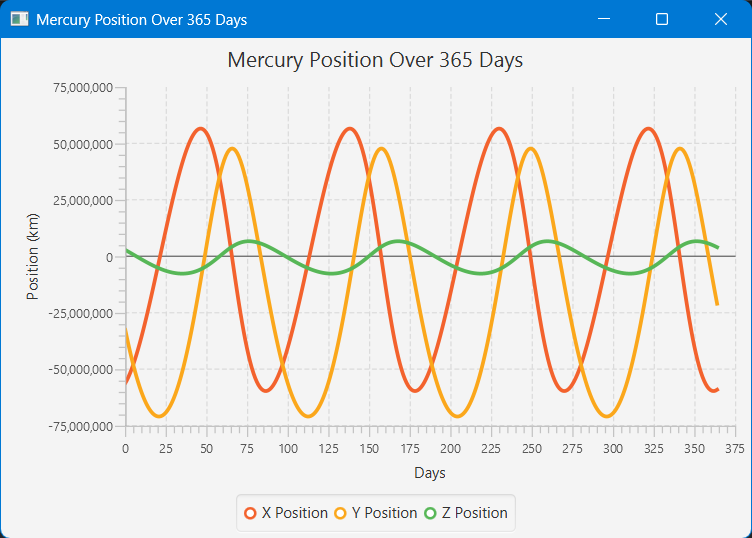 Mercury Position Over 365 Days
Mercury Position Over 365 Days
75,000,000
50,000,000
25,000,000
0
-25,000,000
-50,000,000
-75,000,000
Position (km)
0 25 50 75 100 125 150 175 200 225 250 275 300 325 350 375
Days
X Position Y Position Z Position